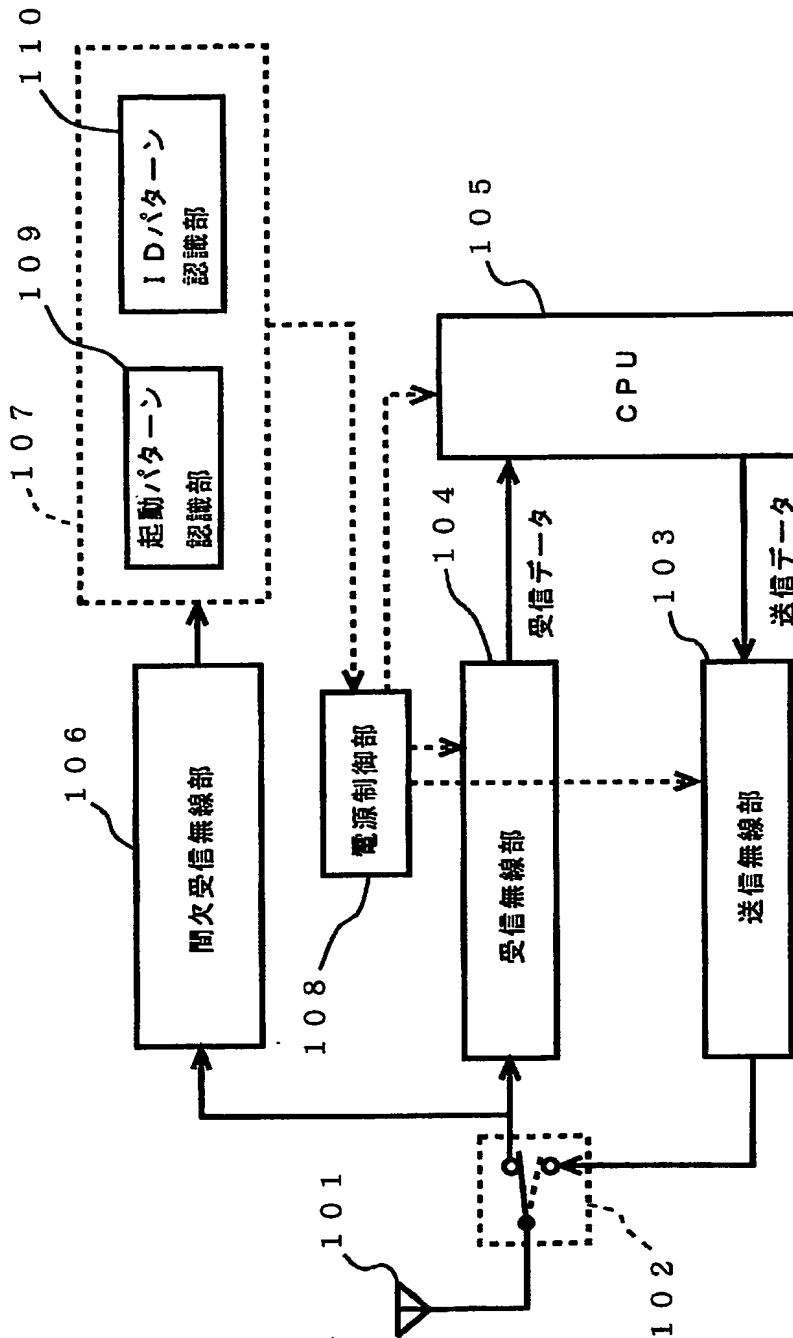 １０６
間欠受信無線部
１０７
１０９
起動パターン
認識部
１１０
ＩＤパターン
認識部
１０８
電源制御部
１０１
１０２
１０４
受信無線部
受信データ
１０５
ＣＰＵ
１０３
送信無線部
送信データ